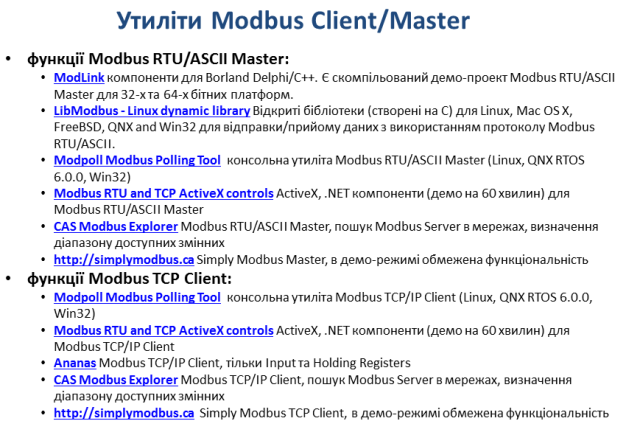 Утиліти Modbus Client/Master
• функції Modbus RTU/ASCII Master:
• ModLink компоненти для Borland Delphi/C++. Є скомпільований демо-проект Modbus RTU/ASCII
Master для 32-х та 64-х бітних платформ.
• LibModbus - Linux dynamic library Відкриті бібліотеки (створені на C) для Linux, Mac OS X,
FreeBSD, QNX and Win32 для відправки/прийому даних з використанням протоколу Modbus
RTU/ASCII.
• Modpoll Modbus Polling Tool консольна утиліта Modbus RTU/ASCII Master (Linux, QNX RTOS
6.0.0, Win32)
• Modbus RTU and TCP ActiveX controls ActiveX, .NET компоненти (демо на 60 хвилин) для
Modbus RTU/ASCII Master
• CAS Modbus Explorer Modbus RTU/ASCII Master, пошук Modbus Server в мережах, визначення
діапазону доступних змінних
• http://simplymodbus.ca Simply Modbus Master, в демо-режимі обмежена функціональність
• функції Modbus TCP Client:
• Modpoll Modbus Polling Tool консольна утиліта Modbus TCP/IP Client (Linux, QNX RTOS 6.0.0,
Win32)
• Modbus RTU and TCP ActiveX controls ActiveX, .NET компоненти (демо на 60 хвилин) для
Modbus TCP/IP Client
• Ananas Modbus TCP/IP Client, тільки Input та Holding Registers
• CAS Modbus Explorer Modbus TCP/IP Client, пошук Modbus Server в мережах, визначення
діапазону доступних змінних
• http://simplymodbus.ca Simply Modbus TCP Client, в демо-режимі обмежена функціональність